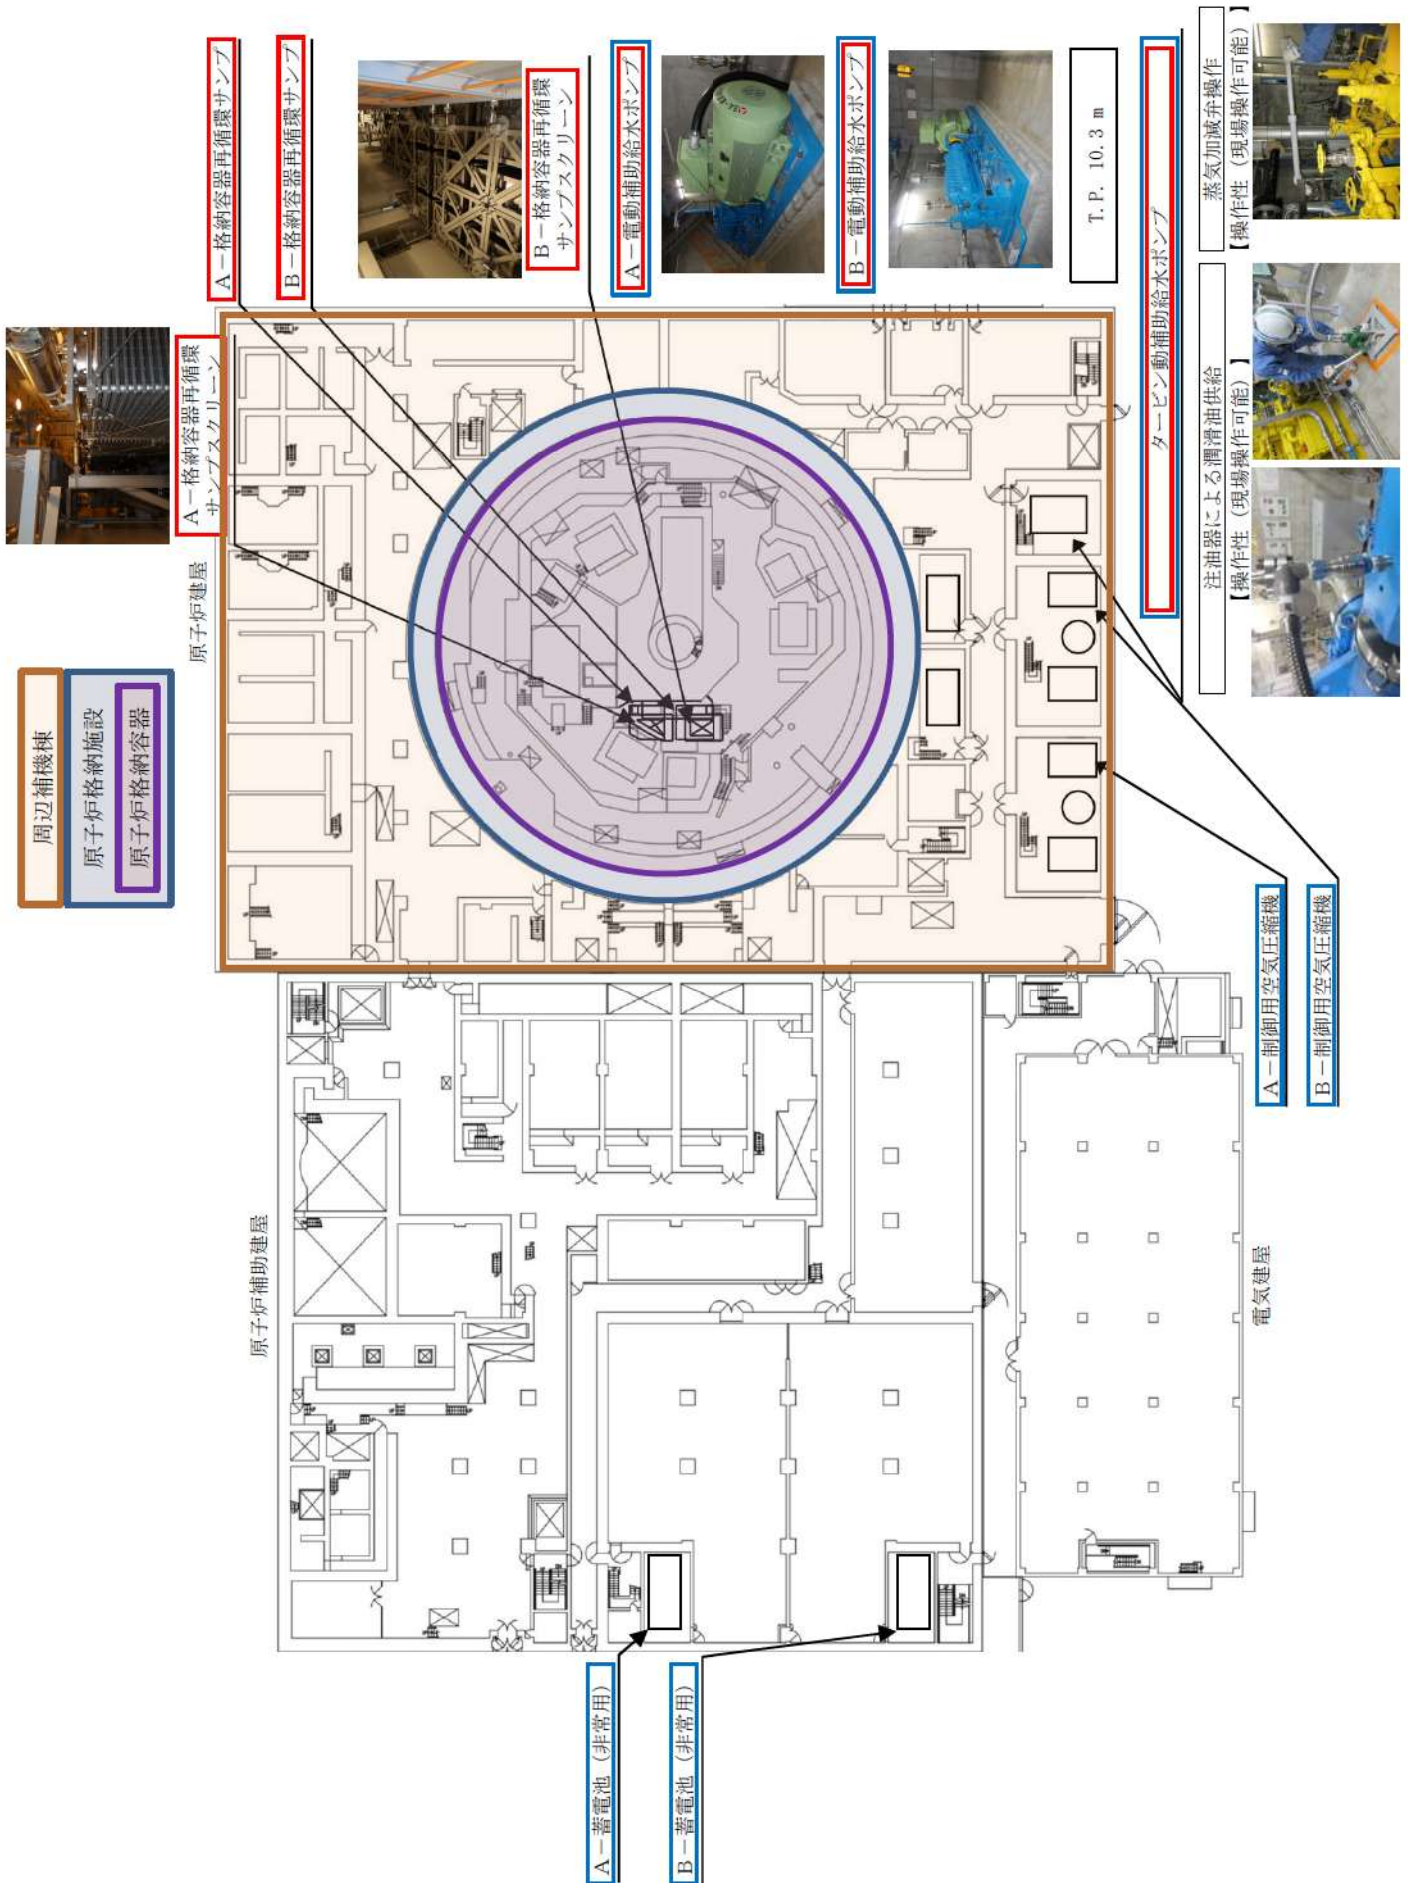 周辺補機棟
原子炉格納施設
原子炉格納容器
原子炉建屋
A－格納容器再循環
サンプスクリーン
A－格納容器再循環サンプ
B－格納容器再循環サンプ
B－格納容器再循環
サンプスクリーン
A－電動補助給水ポンプ
B－電動補助給水ポンプ
T.P. 10.3 m
タービン動補助給水ポンプ
蒸気加減弁操作
【操作性（現場操作可能）】
注油器による潤滑油供給
【操作性（現場操作可能）】
A－制御用空気圧縮機
B－制御用空気圧縮機
原子炉補助建屋
電気建屋
A－蓄電池（非常用）
B－蓄電池（非常用）